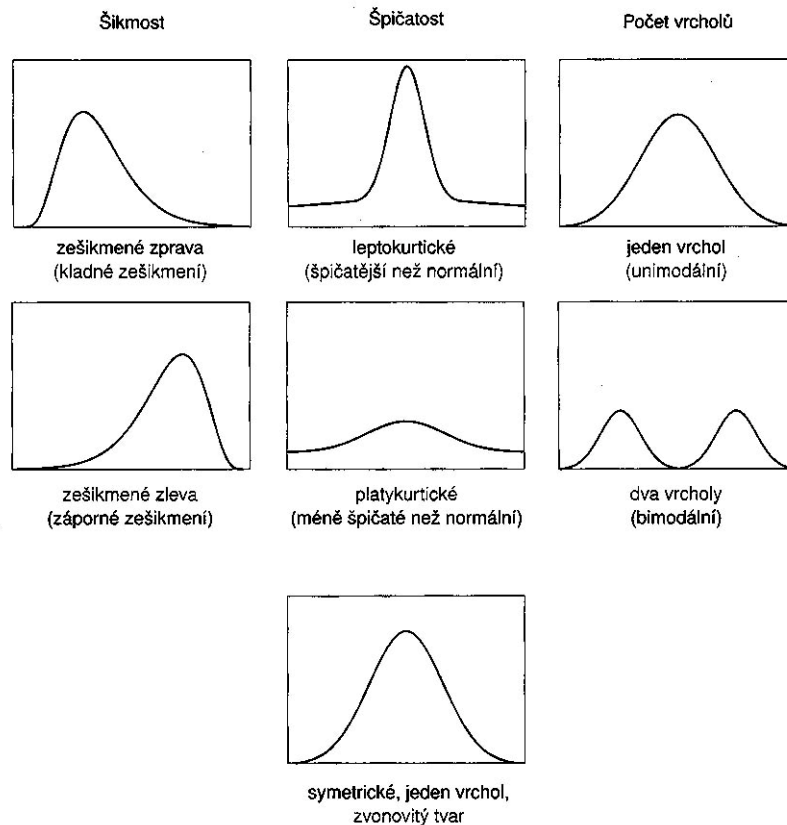 Šikmost
Špičatost
Počet vrcholů
zešikmené zprava
(kladné zešikmení)
leptokurtické
(špičatější než normální)
jeden vrchol
(unimodální)
zešikmené zleva
(záporné zešikmení)
platykurtické
(méně špičaté než normální)
dva vrcholy
(bimodální)
symetrické, jeden vrchol,
zvonovitý tvar